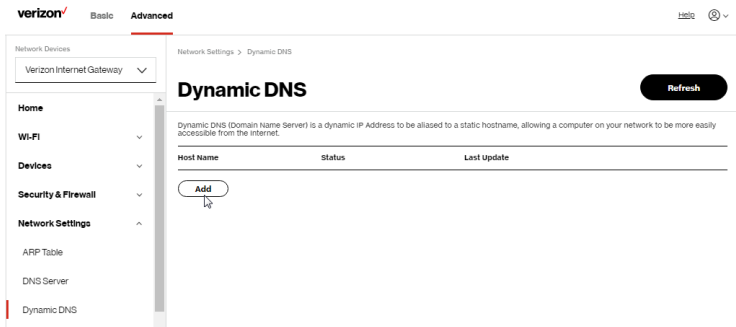 verizon✓
Basic Advanced
Help
Network Devices
Verizon Internet Gateway
Home
Wi-Fi
Devices
Security & Firewall
Network Settings
ARP Table
DNS Server
Dynamic DNS
Network Settings > Dynamic DNS
Dynamic DNS
Refresh
Dynamic DNS (Domain Name Server) is a dynamic IP Address to be aliased to a static hostname, allowing a computer on your network to be more easily
accessible from the Internet.
Host Name Status Last Update
Add